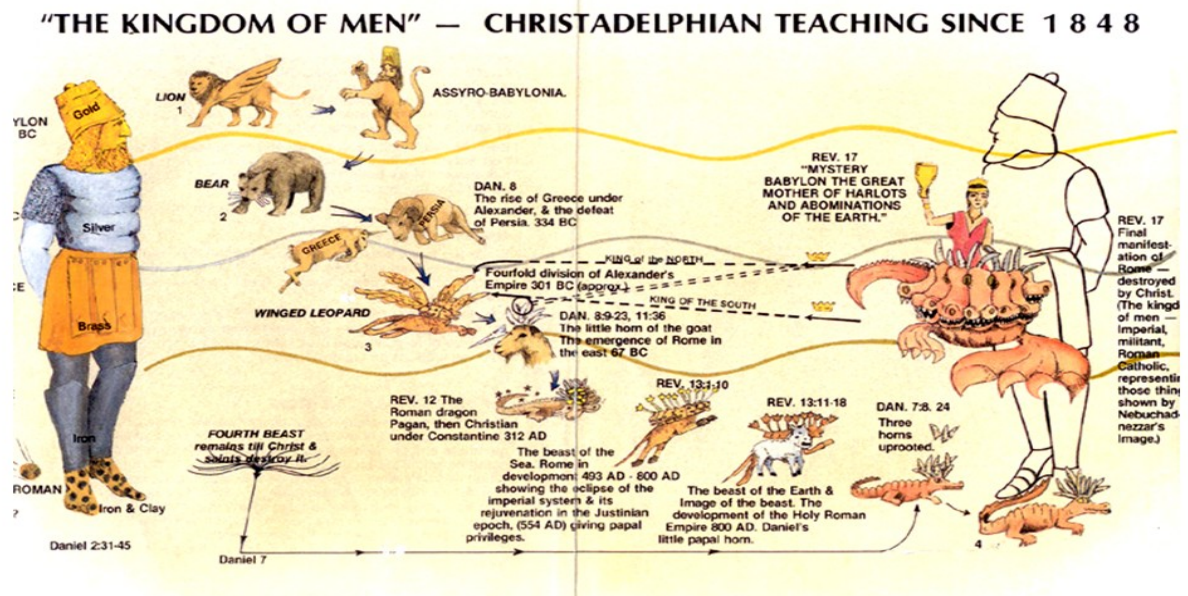 "THE KINGDOM OF MEN" — CHRISTADELPHIAN TEACHING SINCE 1848
YLON
BC
Gold
Silver
Brass
Iron
Iron & Clay
ROMAN
?
Daniel 2:31-45
LION
1
ASSYRO-BABYLONIA.
BEAR
2
PERSIA
GREECE
DAN. 8
The rise of Greece under
Alexander, & the defeat
of Persia. 334 BC
WINGED LEOPARD
3
KING of the NORTH
Fourfold division of Alexander's
Empire 301 BC (approx.)
KING OF THE SOUTH
DAN. 8:9-23, 11:36
The little horn of the goat
The emergence of Rome in
the east 67 BC
REV. 12 The
Roman dragon
Pagan, then Christian
under Constantine 312 AD
REV. 13:1-10
The beast of the
Sea. Rome in
development 493 AD - 800 AD
showing the eclipse of the
imperial system & its
rejuvenation in the Justinian
epoch, (554 AD) giving papal
privileges.
REV. 13:11-18
The beast of the Earth &
Image of the beast. The
development of the Holy Roman
Empire 800 AD. Daniel's
little papal horn.
DAN. 7:8. 24
Three
horns
uprooted.
4
FOURTH BEAST
remains till Christ &
saints destroy it.
Daniel 7
REV. 17
"MYSTERY
BABYLON THE GREAT
MOTHER OF HARLOTS
AND ABOMINATIONS
OF THE EARTH."
REV. 17
Final
manifest-
ation of
Rome —
destroyed
by Christ.
(The kingd
of men —
Imperial,
militant,
Roman
Catholic,
representin
those thing
shown by
Nebuchad-
nezzar's
Image.)